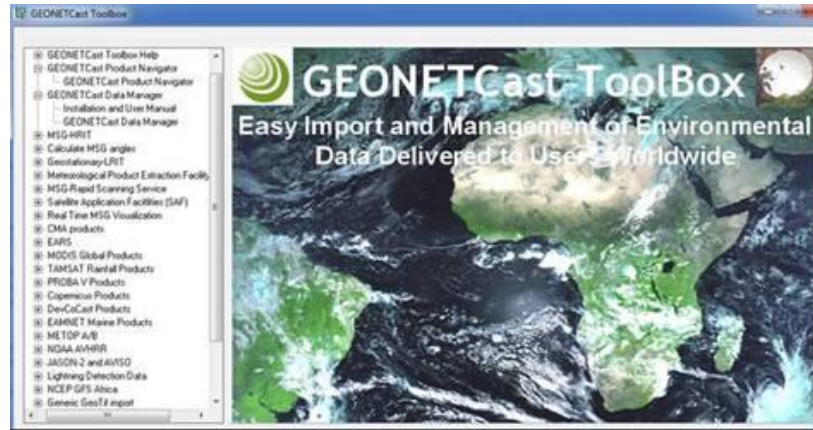 GEONETCast Toolbox
GEONETCast Toolbox Help
GEONETCast Product Navigator
GEONETCast Product Navigator
GEONETCast Data Manager
Installation and User Manual
GEONETCast Data Manager
MSG-HRIT
Calculate MSG angles
Geostationary-LRIT
Meteorological Product Extraction Facility
MSG-Rapid Scanning Service
Satellite Application Facilities (SAF)
Real Time MSG Visualization
CMA products
EARS
MODIS Global Products
TAMSAT Rainfall Products
PROBA V Products
Copernicus Products
DevCoCast Products
EAMNET Marine Products
METOP A/B
NOAA AVHRR
JASON-2 and AVISO
Lightning Detection Data
NCEP GFS Africa
Generic GeoTif import
GEONETCast ToolBox
Easy Import and Management of Environmental
Data Delivered to Users Worldwide